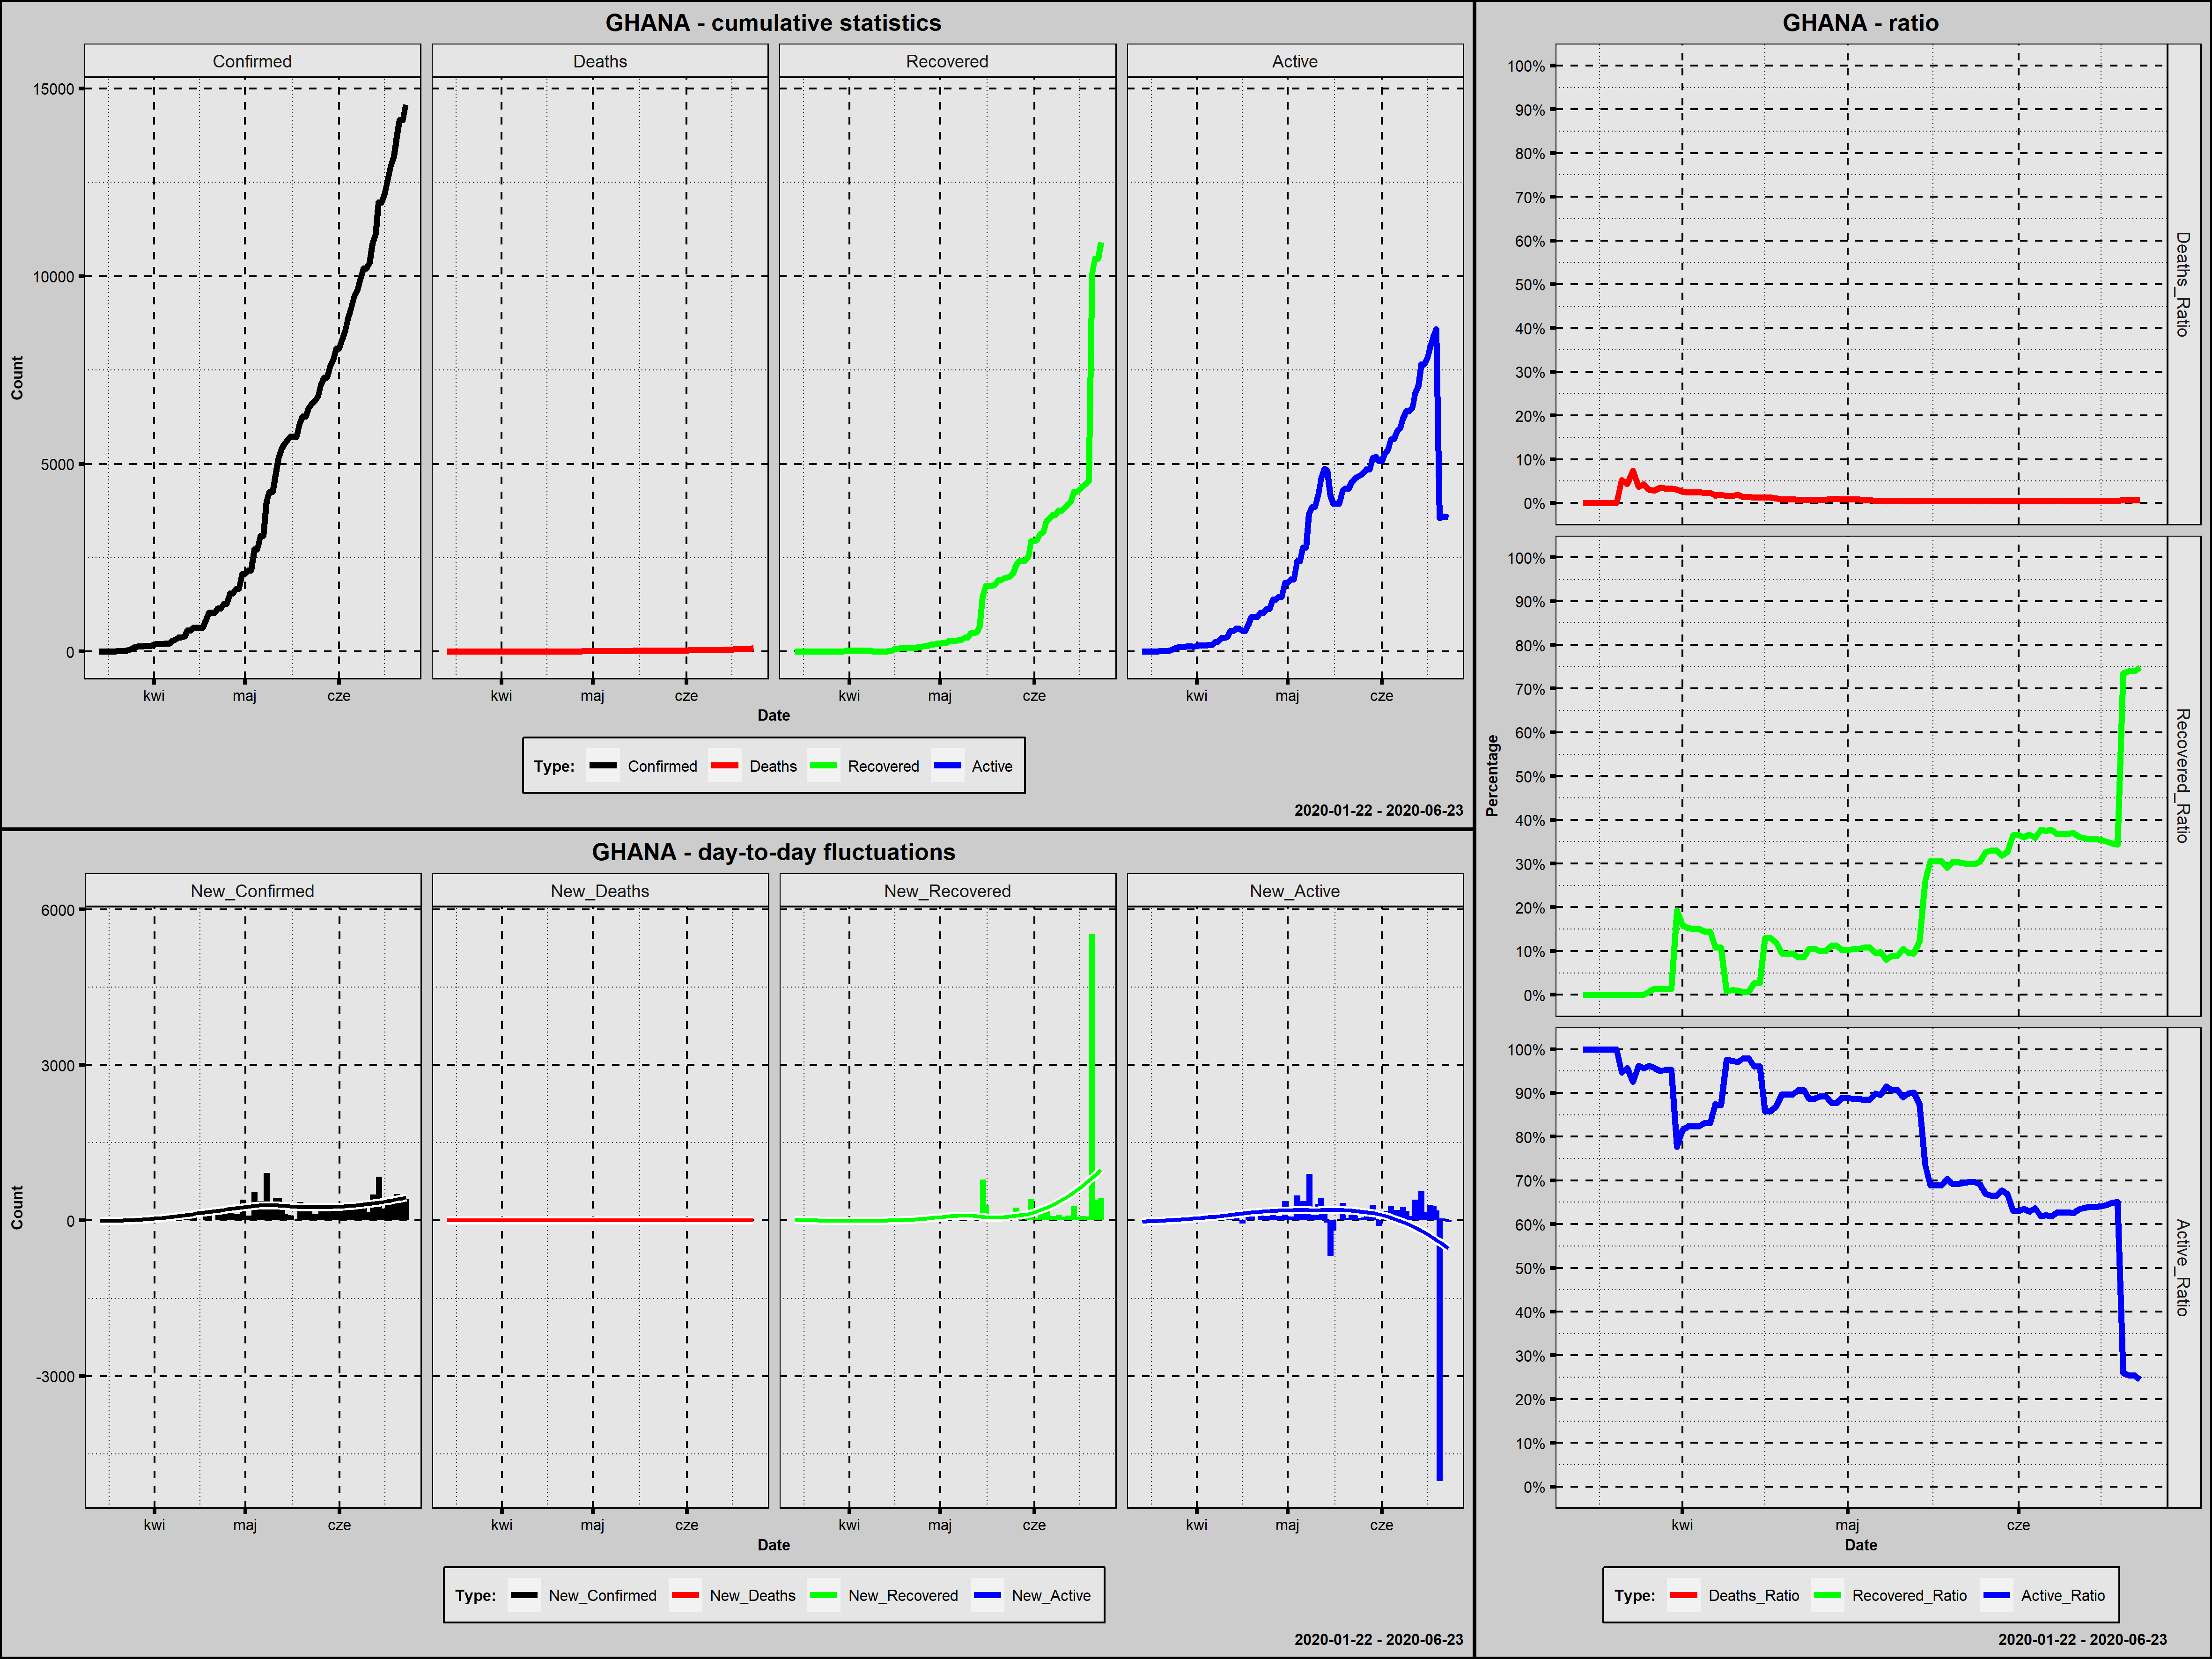 GHANA - cumulative statistics
Confirmed Deaths Recovered Active
15000
10000
5000
0
Count
kwi maj cze kwi maj cze kwi maj cze kwi maj cze
Date
Type: Confirmed Deaths Recovered Active
2020-01-22 - 2020-06-23
GHANA - day-to-day fluctuations
New_Confirmed New_Deaths New_Recovered New_Active
6000
3000
0
-3000
Count
kwi maj cze kwi maj cze kwi maj cze kwi maj cze
Date
Type: New_Confirmed New_Deaths New_Recovered New_Active
2020-01-22 - 2020-06-23
GHANA - ratio
100%
90%
80%
70%
60%
50%
40%
30%
20%
10%
0%
Deaths_Ratio
100%
90%
80%
70%
60%
50%
40%
30%
20%
10%
0%
Recovered_Ratio
Percentage
100%
90%
80%
70%
60%
50%
40%
30%
20%
10%
0%
Active_Ratio
kwi maj cze
Date
Type: Deaths_Ratio Recovered_Ratio Active_Ratio
2020-01-22 - 2020-06-23